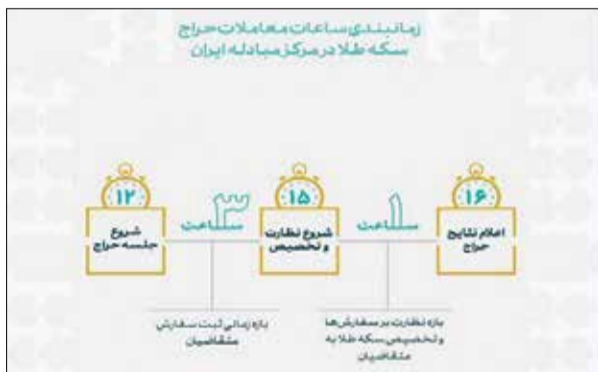 زمانبندی ساعات معاملات حراج
سکه طلا در مرکز مبادله ایران
۱۲
شروع
جلسه حراج
۳
ساعت
بازه زمانی ثبت سفارش
متقاضیان
۱۵
شروع نظارت
و تخصیص
۱
ساعت
بازه نظارت بر سفارش‌ها
و تخصیص سکه طلا به
متقاضیان
۱۶
اعلام نتایج
حراج